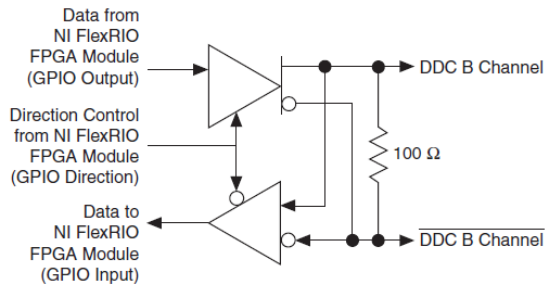 Data from
NI FlexRIO
FPGA Module
(GPIO Output)
DDC B Channel
Direction Control
from NI FlexRIO
FPGA Module
(GPIO Direction)
100 Ω
Data to
NI FlexRIO
FPGA Module
(GPIO Input)
DDC B Channel